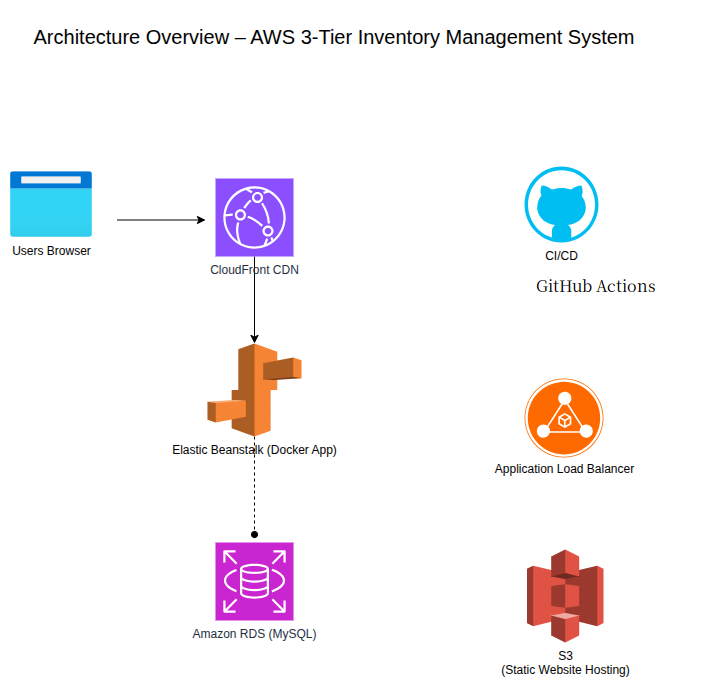 Architecture Overview – AWS 3-Tier Inventory Management System
Users Browser
CloudFront CDN
CI/CD
GitHub Actions
Elastic Beanstalk (Docker App)
Application Load Balancer
Amazon RDS (MySQL)
S3
(Static Website Hosting)